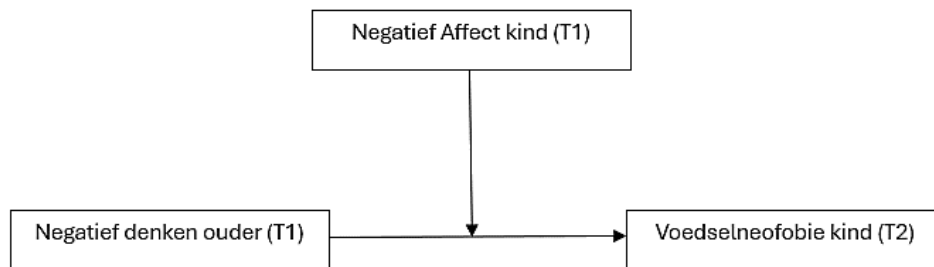 Negatief Affect kind (T1)
Negatief denken ouder (T1)
Voedselneofobie kind (T2)